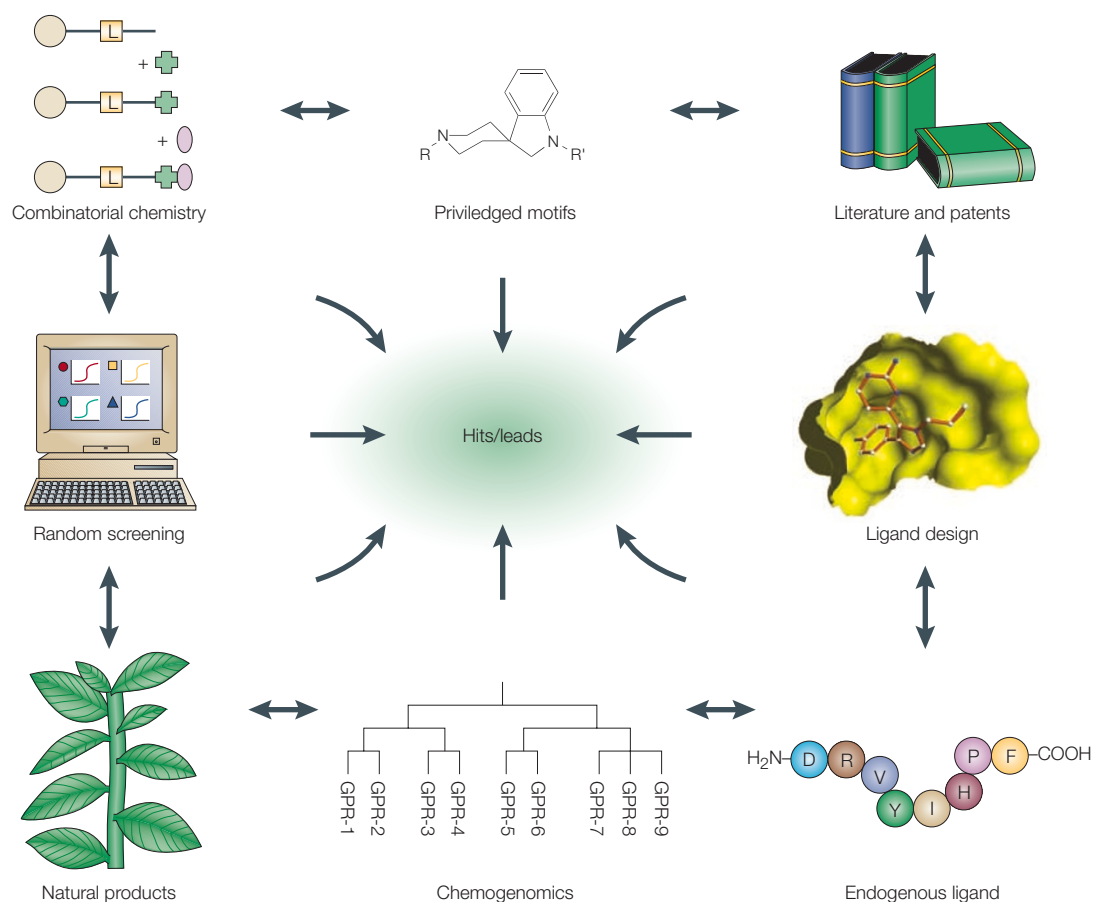 L
+
L
+
L
Combinatorial chemistry
N
R
N
R'
Priviledged motifs
Literature and patents
Random screening
Hits/leads
Ligand design
Natural products
GPR-1
GPR-2
GPR-3
GPR-4
GPR-5
GPR-6
GPR-7
GPR-8
GPR-9
Chemogenomics
H₂N–D R V Y I H P F –COOH
Endogenous ligand